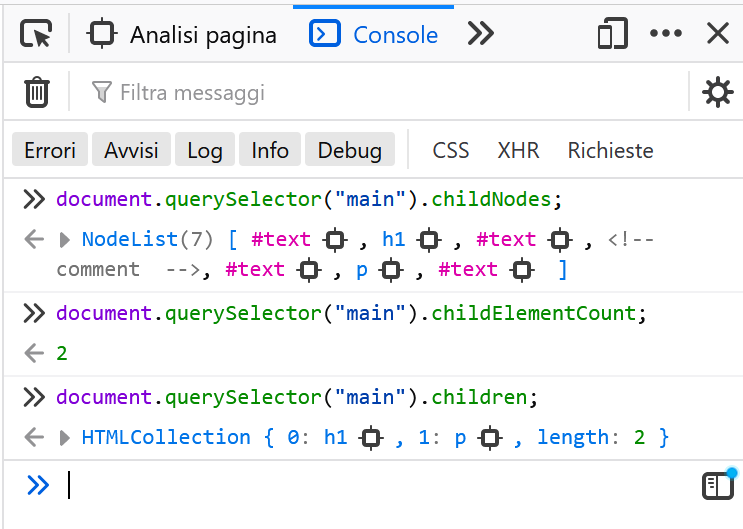 Analisi pagina Console
Filtra messaggi
Errori Avvisi Log Info Debug CSS XHR Richieste
document.querySelector("main").childNodes;
NodeList(7) [ #text , h1 , #text , <!--
comment -->, #text , p , #text ]
document.querySelector("main").childElementCount;
2
document.querySelector("main").children;
HTMLCollection { 0: h1 , 1: p , length: 2 }